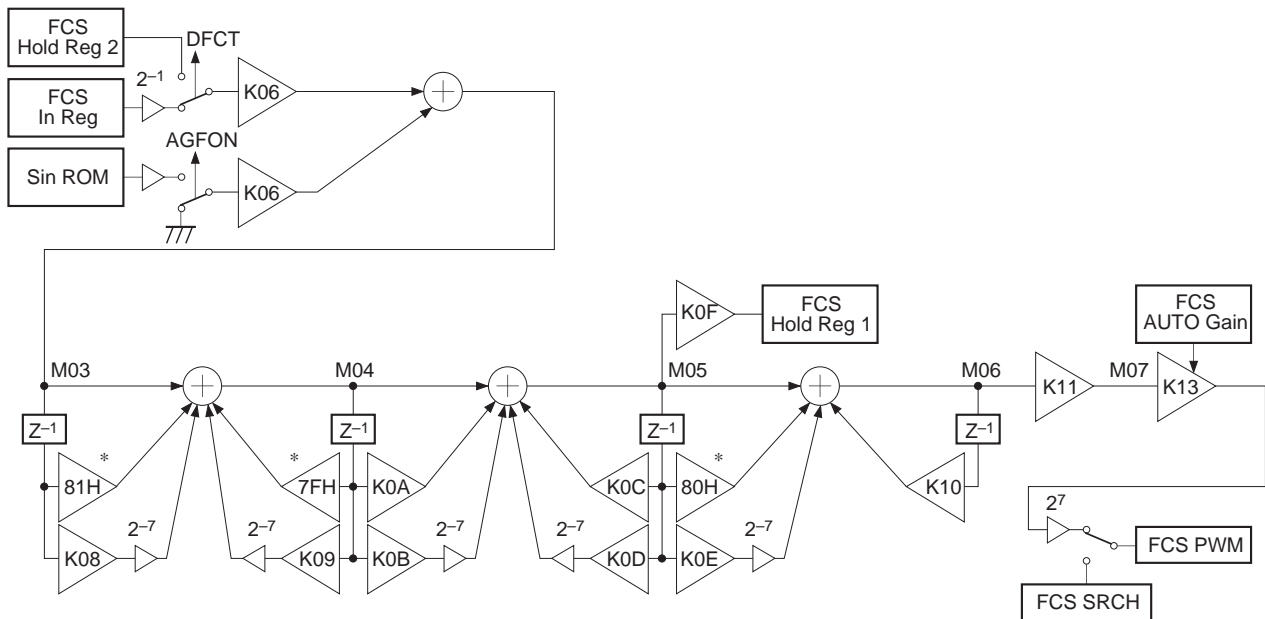 FCS
Hold Reg 2
DFCT
2–1
K06
FCS
In Reg
AGFON
Sin ROM
K06
K0F
FCS
Hold Reg 1
FCS
AUTO Gain
M03
M04
M05
M06
K11
M07
K13
Z–1
Z–1
Z–1
Z–1
81H
*
*
7FH
K0A
K0C
80H
*
K10
K08
2–7
2–7
K09
K0B
2–7
2–7
K0D
K0E
2–7
27
FCS PWM
FCS SRCH